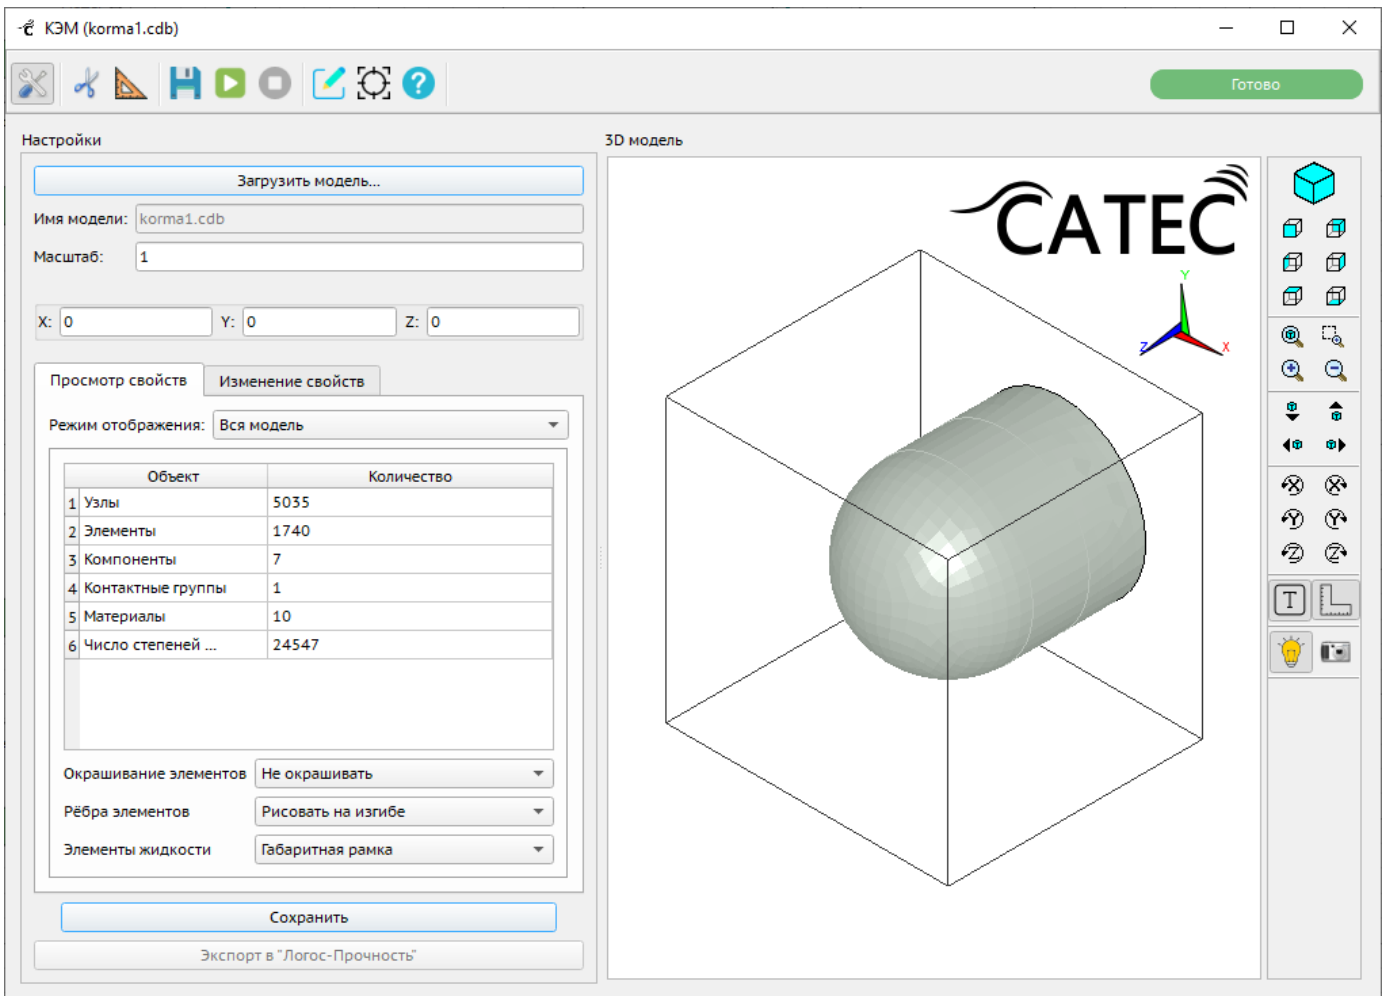 КЭМ (korma1.cdb)
Готово
Настройки
3D модель
Загрузить модель...
Имя модели: korma1.cdb
Масштаб: 1
X: 0 Y: 0 Z: 0
Просмотр свойств Изменение свойств
Режим отображения: Вся модель
Объект Количество
1 Узлы 5035
2 Элементы 1740
3 Компоненты 7
4 Контактные группы 1
5 Материалы 10
6 Число степеней ... 24547
Окрашивание элементов Не окрашивать
Рёбра элементов Рисовать на изгибе
Элементы жидкости Габаритная рамка
Сохранить
Экспорт в "Логос-Прочность"
CATEC
Y
Z X
X X
Y Y
Z Z
T